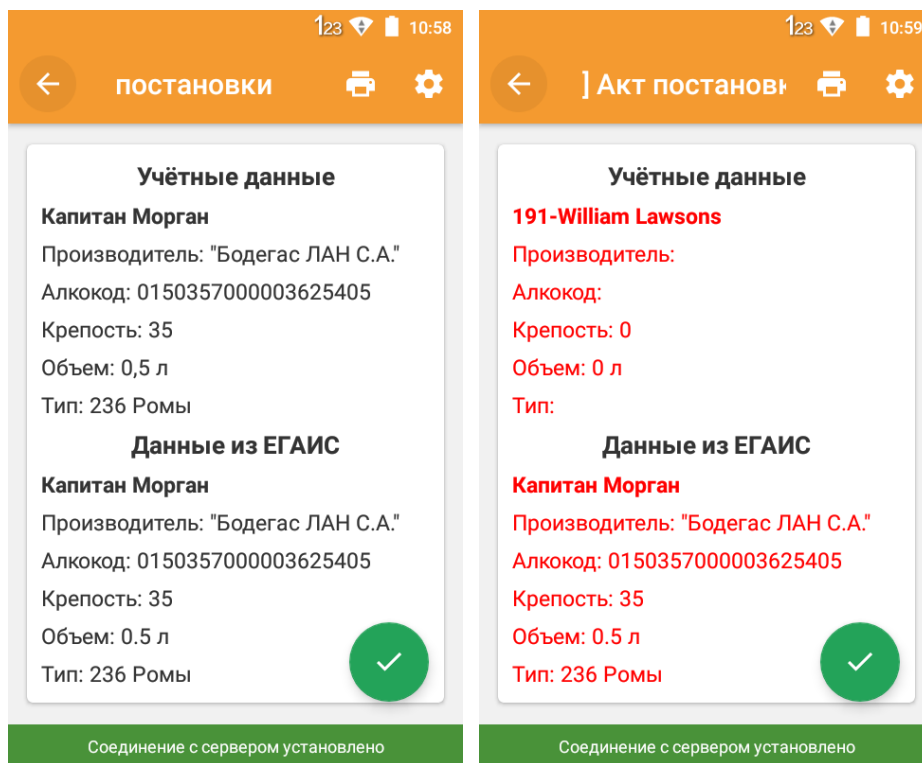 123 10:58
постановки
Учётные данные
Капитан Морган
Производитель: "Бодегас ЛАН С.А."
Алкокод: 0150357000003625405
Крепость: 35
Объем: 0,5 л
Тип: 236 Ромы
Данные из ЕГАИС
Капитан Морган
Производитель: "Бодегас ЛАН С.А."
Алкокод: 0150357000003625405
Крепость: 35
Объем: 0.5 л
Тип: 236 Ромы
Соединение с сервером установлено
123 10:59
] Акт постановк
Учётные данные
191-William Lawsons
Производитель:
Алкокод:
Крепость: 0
Объем: 0 л
Тип:
Данные из ЕГАИС
Капитан Морган
Производитель: "Бодегас ЛАН С.А."
Алкокод: 0150357000003625405
Крепость: 35
Объем: 0.5 л
Тип: 236 Ромы
Соединение с сервером установлено